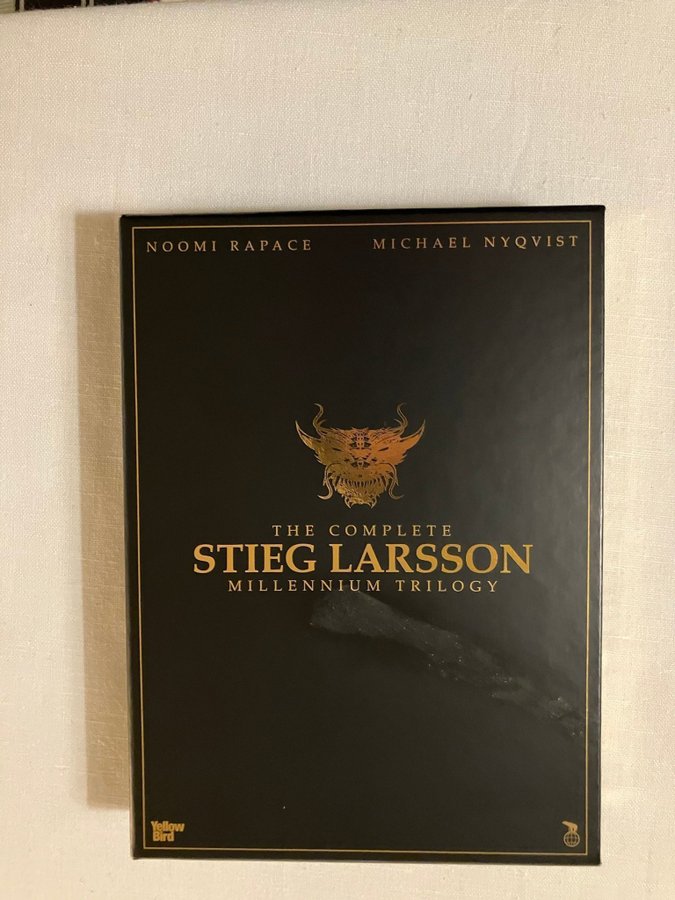 NOOMI RAPACE MICHAEL NYQVIST
THE COMPLETE
STIEG LARSSON
MILLENNIUM TRILOGY
Yellow
Bird